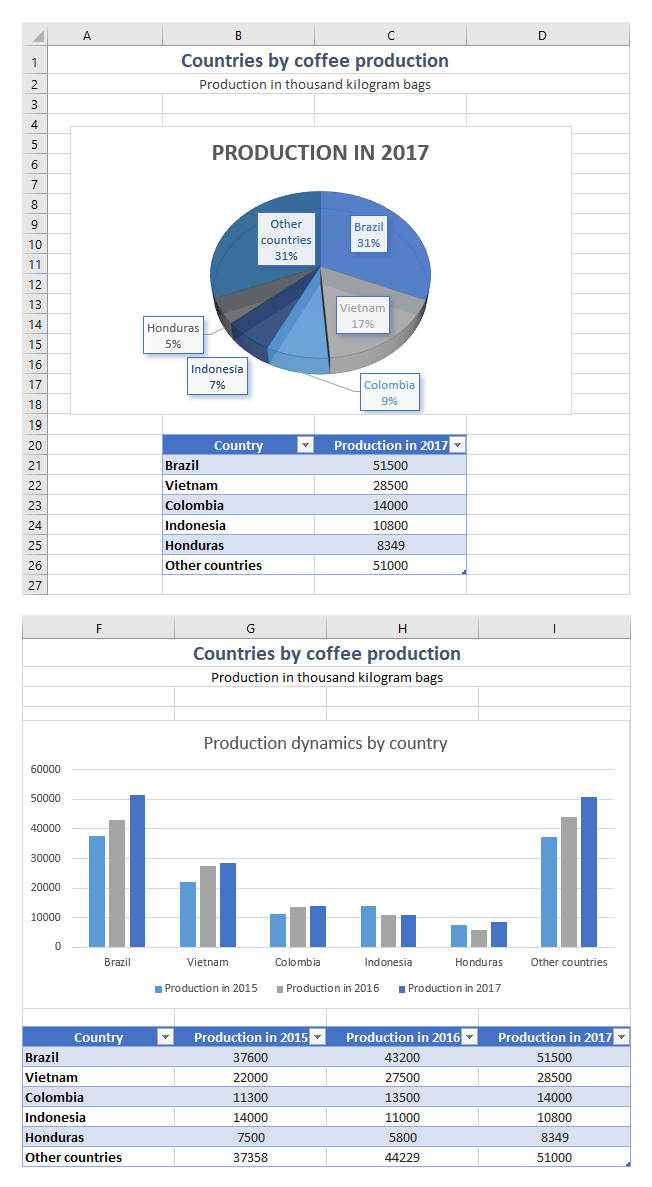 A B C D
1 Countries by coffee production
2 Production in thousand kilogram bags
3
4
5 PRODUCTION IN 2017
6
7
8
9
10
11
12
13
14
15
16
17
18
Other
countries
31%
Brazil
31%
Vietnam
17%
Honduras
5%
Indonesia
7%
Colombia
9%
19
20 Country Production in 2017
21 Brazil 51500
22 Vietnam 28500
23 Colombia 14000
24 Indonesia 10800
25 Honduras 8349
26 Other countries 51000
27
F G H I
Countries by coffee production
Production in thousand kilogram bags
Production dynamics by country
60000
50000
40000
30000
20000
10000
0
Brazil Vietnam Colombia Indonesia Honduras Other countries
Production in 2015 Production in 2016 Production in 2017
Country Production in 2015 Production in 2016 Production in 2017
Brazil 37600 43200 51500
Vietnam 22000 27500 28500
Colombia 11300 13500 14000
Indonesia 14000 11000 10800
Honduras 7500 5800 8349
Other countries 37358 44229 51000